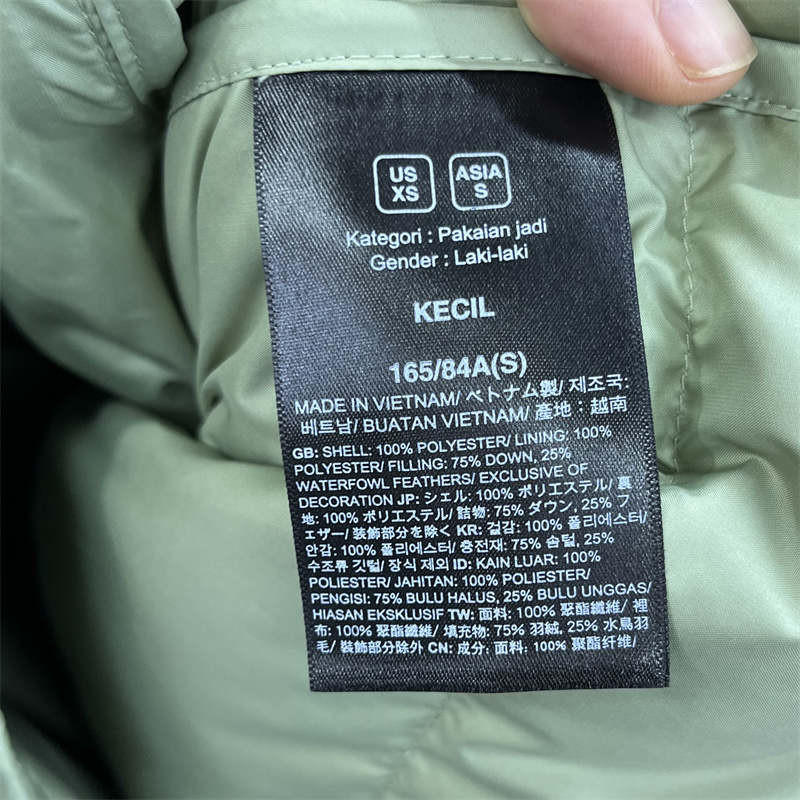 US
XS
ASIA
S
Kategori : Pakaian jadi
Gender : Laki-laki
KECIL
165/84A(S)
MADE IN VIETNAM/ ベトナム製/ 제조국:
베트남/ BUATAN VIETNAM/ 產地：越南
GB: SHELL: 100% POLYESTER/ LINING: 100%
POLYESTER/ FILLING: 75% DOWN, 25%
WATERFOWL FEATHERS/ EXCLUSIVE OF
DECORATION JP: シェル: 100% ポリエステル/ 裏
地: 100% ポリエステル/ 詰物: 75% ダウン, 25% フ
ェザー/ 装飾部分を除く KR: 겉감: 100% 폴리에스터/
안감: 100% 폴리에스터/ 충전재: 75% 솜털, 25%
수조류 깃털/ 장식 제외 ID: KAIN LUAR: 100%
POLIESTER/ JAHITAN: 100% POLIESTER/
PENGISI: 75% BULU HALUS, 25% BULU UNGGAS/
HIASAN EKSKLUSIF TW: 面料: 100% 聚酯纖維/ 裡
布: 100% 聚酯纖維/ 填充物: 75% 羽絨, 25% 水鳥羽
毛/ 裝飾部分除外 CN: 成分: 面料: 100% 聚酯纤维/